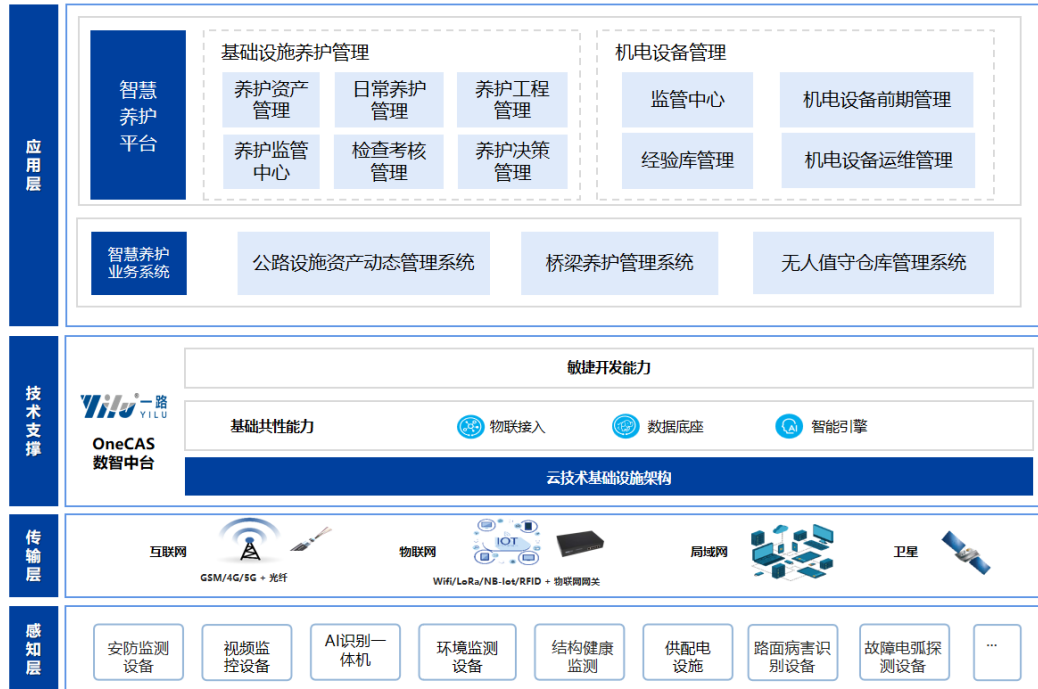 应用层
智慧
养护
平台
基础设施养护管理
养护资产
管理
日常养护
管理
养护工程
管理
养护监管
中心
检查考核
管理
养护决策
管理
机电设备管理
监管中心
机电设备前期管理
经验库管理
机电设备运维管理
智慧养护
业务系统
公路设施资产动态管理系统
桥梁养护管理系统
无人值守仓库管理系统
技术支撑
Yilu 一路
YILU
OneCAS
数智中台
敏捷开发能力
基础共性能力
物联接入
数据底座
AI
智能引擎
云技术基础设施架构
传输层
互联网
GSM/4G/5G + 光纤
物联网
IOT
Wifi/LoRa/NB-Iot/RFID + 物联网网关
局域网
卫星
感知层
安防监测
设备
视频监
控设备
AI识别一
体机
环境监测
设备
结构健康
监测
供配电
设施
路面病害识
别设备
故障电弧探
测设备
...